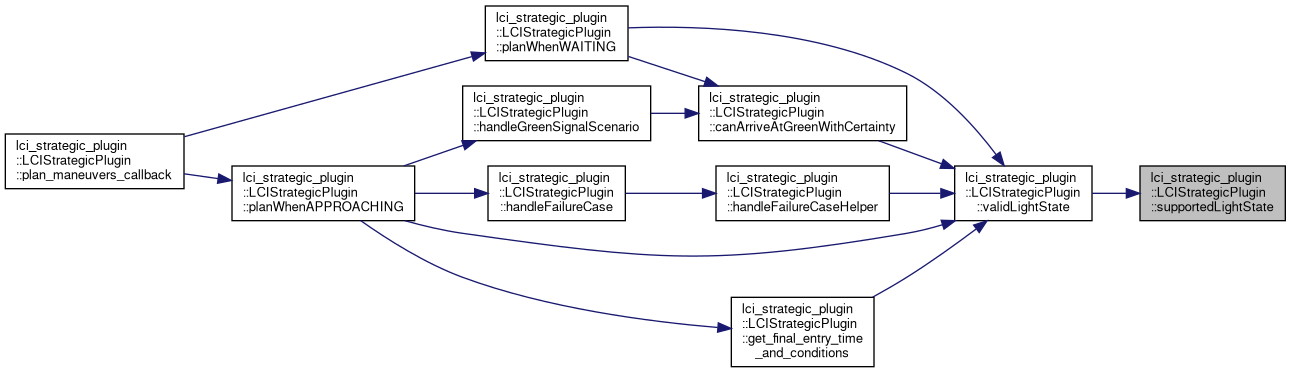 lci_strategic_plugin
::LCIStrategicPlugin
::planWhenWAITING
lci_strategic_plugin
::LCIStrategicPlugin
::handleGreenSignalScenario
lci_strategic_plugin
::LCIStrategicPlugin
::canArriveAtGreenWithCertainty
lci_strategic_plugin
::LCIStrategicPlugin
::plan_maneuvers_callback
lci_strategic_plugin
::LCIStrategicPlugin
::planWhenAPPROACHING
lci_strategic_plugin
::LCIStrategicPlugin
::handleFailureCase
lci_strategic_plugin
::LCIStrategicPlugin
::handleFailureCaseHelper
lci_strategic_plugin
::LCIStrategicPlugin
::validLightState
lci_strategic_plugin
::LCIStrategicPlugin
::supportedLightState
lci_strategic_plugin
::LCIStrategicPlugin
::get_final_entry_time
_and_conditions